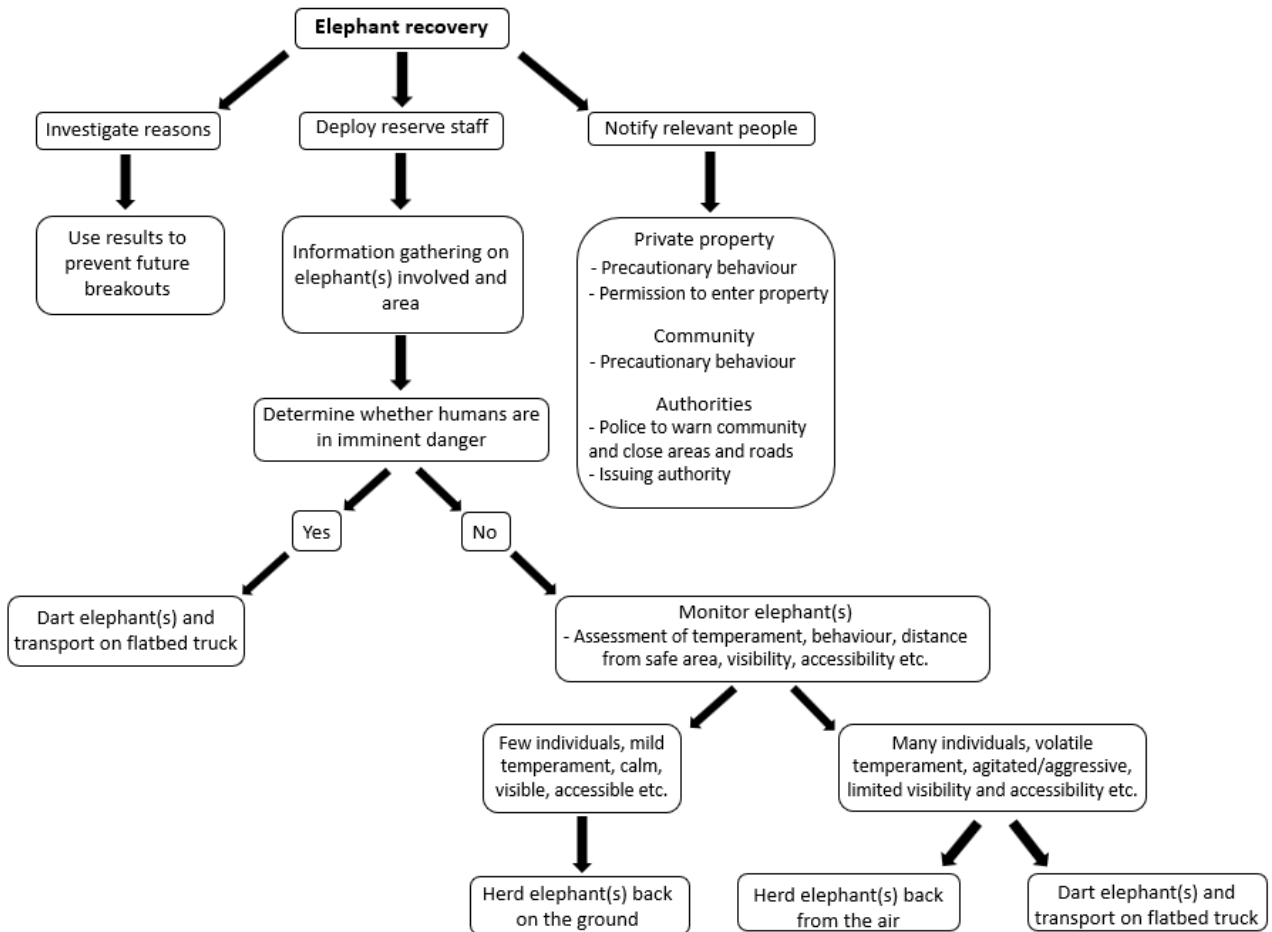 Elephant recovery
Investigate reasons
Deploy reserve staff
Notify relevant people
Use results to
prevent future
breakouts
Information gathering on
elephant(s) involved and
area
Private property
- Precautionary behaviour
- Permission to enter property
Community
- Precautionary behaviour
Authorities
- Police to warn community
and close areas and roads
- Issuing authority
Determine whether humans are
in imminent danger
Yes
No
Dart elephant(s) and
transport on flatbed truck
Monitor elephant(s)
- Assessment of temperament, behaviour, distance
from safe area, visibility, accessibility etc.
Few individuals, mild
temperament, calm,
visible, accessible etc.
Many individuals, volatile
temperament, agitated/aggressive,
limited visibility and accessibility etc.
Herd elephant(s) back
on the ground
Herd elephant(s) back
from the air
Dart elephant(s) and
transport on flatbed truck